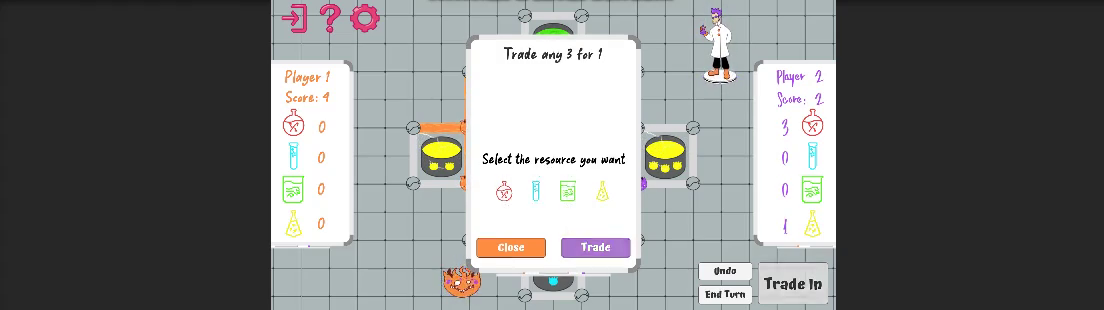 Trade any 3 for 1
Player 1
Score: 4
0
0
0
0
Player 2
Score: 2
3
0
0
1
Select the resource you want
Close
Trade
Undo
End Turn
Trade In